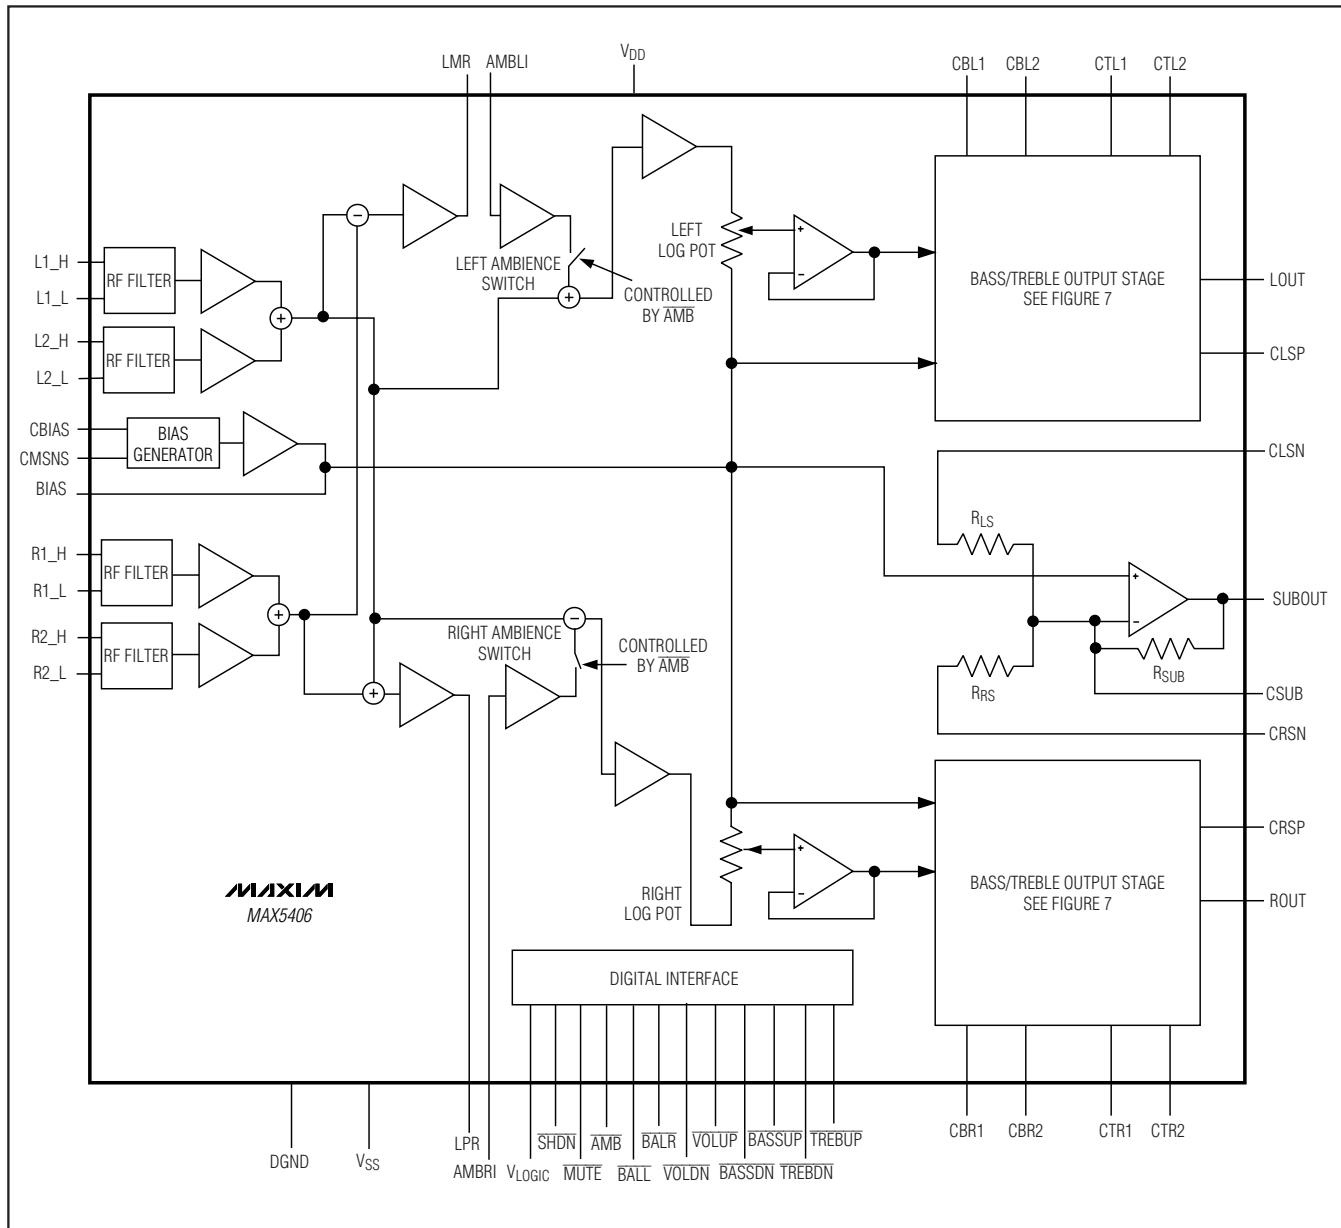 LMR AMBLI
VDD
CBL1 CBL2 CTL1 CTL2
L1_H
RF FILTER
L1_L
L2_H
RF FILTER
L2_L
CBIAS
BIAS
GENERATOR
CMSNS
BIAS
R1_H
RF FILTER
R1_L
R2_H
RF FILTER
R2_L
−
+
LEFT AMBIENCE
SWITCH
+
CONTROLLED
BY AMB
LEFT
LOG POT
+
−
BASS/TREBLE OUTPUT STAGE
SEE FIGURE 7
LOUT
CLSP
CLSN
RLS
+
−
SUBOUT
RSUB
RRS
CSUB
CRSN
+
+
−
RIGHT AMBIENCE
SWITCH
CONTROLLED
BY AMB
RIGHT
LOG POT
+
−
BASS/TREBLE OUTPUT STAGE
SEE FIGURE 7
CRSP
ROUT
MAXIM
MAX5406
DIGITAL INTERFACE
DGND
VSS
LPR
AMBRI
VLOGIC
SHDN
MUTE
AMB
BALL
BALR
VOLDN
VOLUP
BASSDN
BASSUP
TREBDN
TREBUP
CBR1 CBR2 CTR1 CTR2